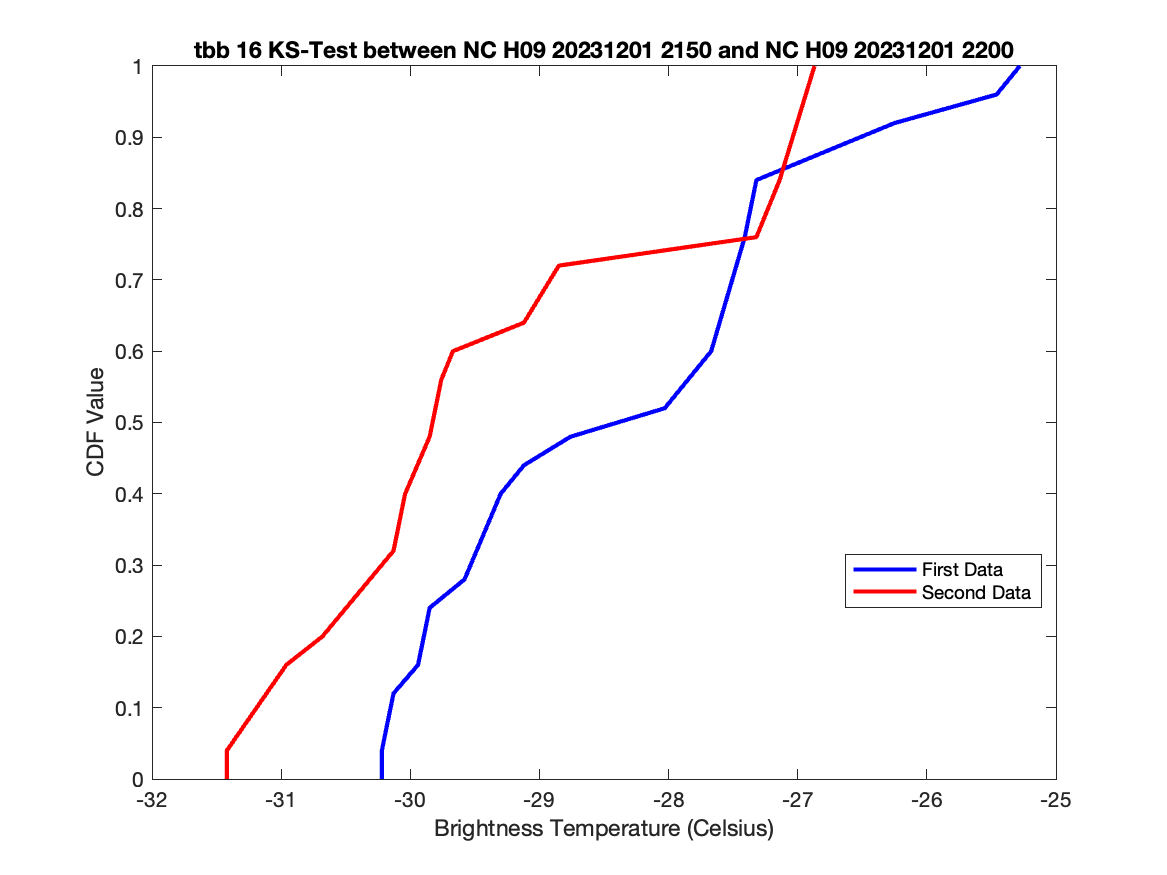 tbb 16 KS-Test between NC H09 20231201 2150 and NC H09 20231201 2200
1
0.9
0.8
0.7
0.6
0.5
0.4
0.3
0.2
0.1
0
CDF Value
First Data
Second Data
-32 -31 -30 -29 -28 -27 -26 -25
Brightness Temperature (Celsius)